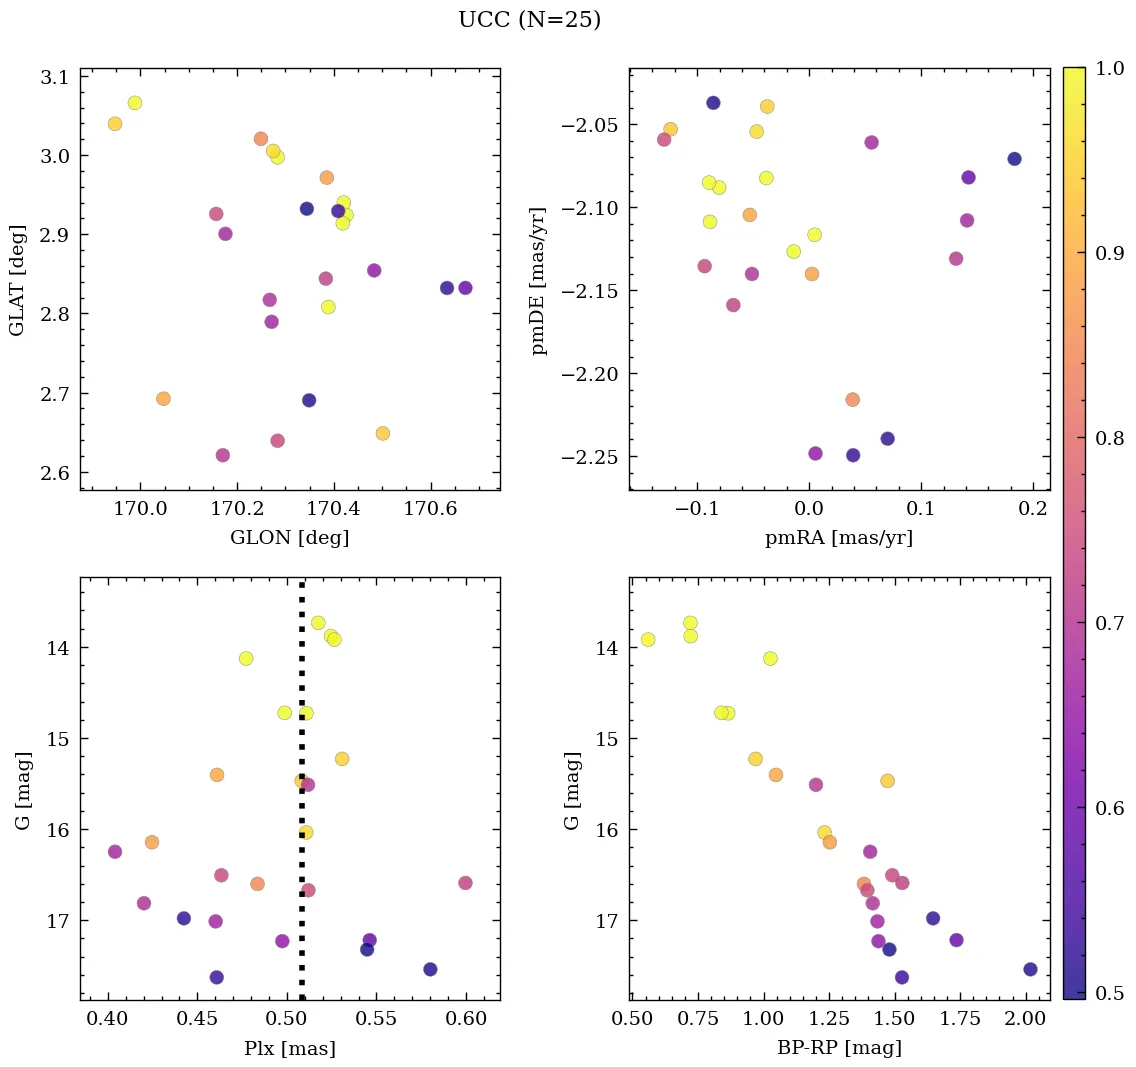 UCC (N=25)
3.1
3.0
2.9
2.8
2.7
2.6
GLAT [deg]
170.0 170.2 170.4 170.6
GLON [deg]
−2.05
−2.10
−2.15
−2.20
−2.25
pmDE [mas/yr]
−0.1 0.0 0.1 0.2
pmRA [mas/yr]
14
15
16
17
G [mag]
0.40 0.45 0.50 0.55 0.60
Plx [mas]
14
15
16
17
G [mag]
0.50 0.75 1.00 1.25 1.50 1.75 2.00
BP-RP [mag]
1.0
0.9
0.8
0.7
0.6
0.5